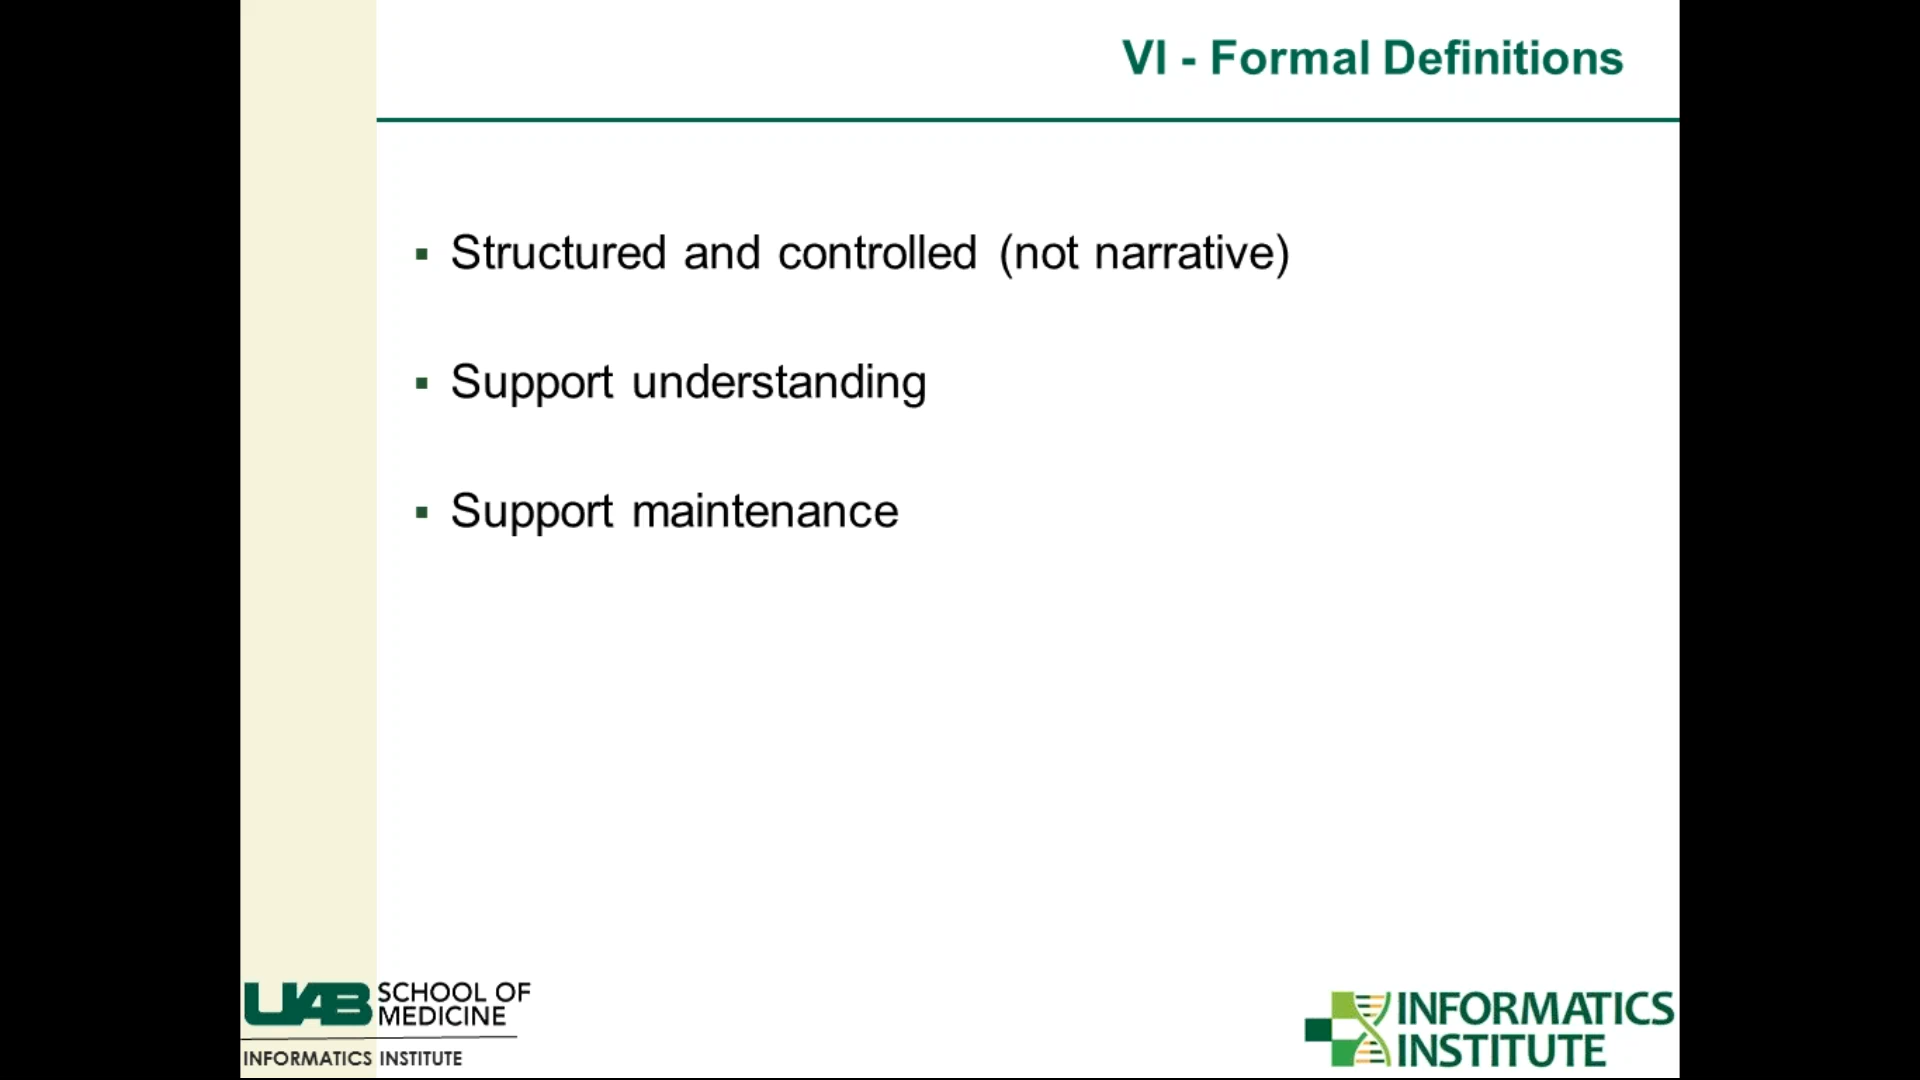 VI - Formal Definitions
▪ Structured and controlled (not narrative)
▪ Support understanding
▪ Support maintenance
UAB SCHOOL OF
MEDICINE
INFORMATICS INSTITUTE
INFORMATICS
INSTITUTE